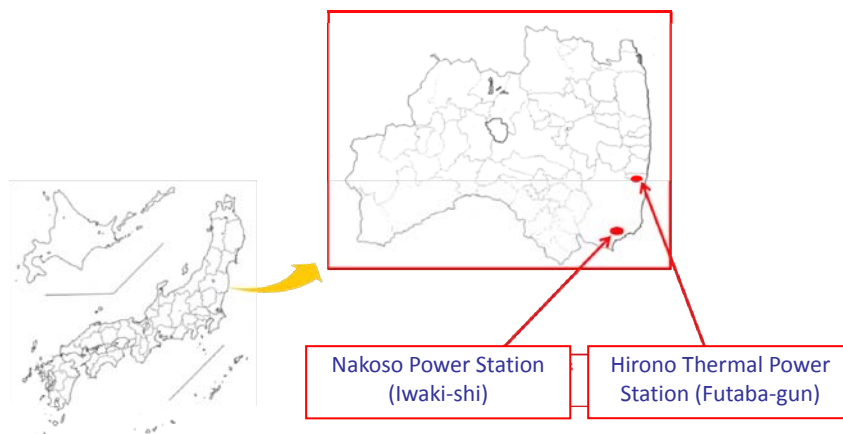 Nakoso Power Station
(Iwaki-shi)
Hirono Thermal Power
Station (Futaba-gun)